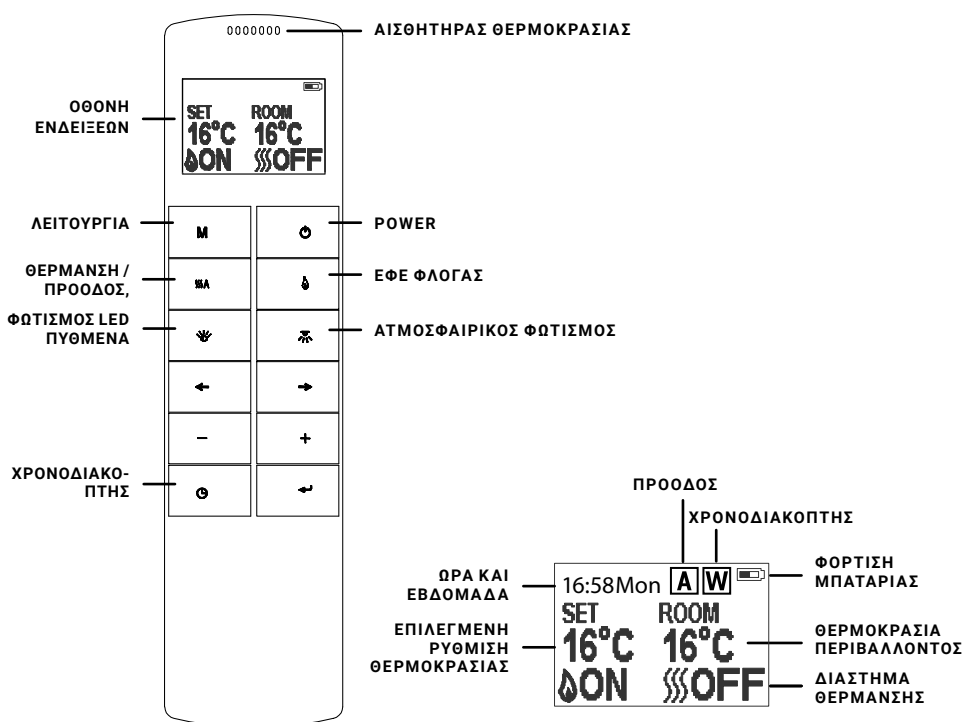 0000000
ΑΙΣΘΗΤΗΡΑΣ ΘΕΡΜΟΚΡΑΣΙΑΣ
ΟΘΟΝΗ
ΕΝΔΕΙΞΕΩΝ
SET ROOM
16°C 16°C
ON OFF
ΛΕΙΤΟΥΡΓΙΑ
M
POWER
ΘΕΡΜΑΝΣΗ /
ΠΡΟΟΔΟΣ,
A
ΕΦΕ ΦΛΟΓΑΣ
ΦΩΤΙΣΜΟΣ LED
ΠΥΘΜΕΝΑ
ΑΤΜΟΣΦΑΙΡΙΚΟΣ ΦΩΤΙΣΜΟΣ
← →
− +
ΧΡΟΝΟΔΙΑΚΟ-
ΠΤΗΣ
ΠΡΟΟΔΟΣ
ΧΡΟΝΟΔΙΑΚΟΠΤΗΣ
ΩΡΑ ΚΑΙ
ΕΒΔΟΜΑΔΑ
16:58Mon A W
ΦΟΡΤΙΣΗ
ΜΠΑΤΑΡΙΑΣ
ΕΠΙΛΕΓΜΕΝΗ
ΡΥΘΜΙΣΗ
ΘΕΡΜΟΚΡΑΣΙΑΣ
SET ROOM
16°C 16°C
ON OFF
ΘΕΡΜΟΚΡΑΣΙΑ
ΠΕΡΙΒΑΛΛΟΝΤΟΣ
ΔΙΑΣΤΗΜΑ
ΘΕΡΜΑΝΣΗΣ